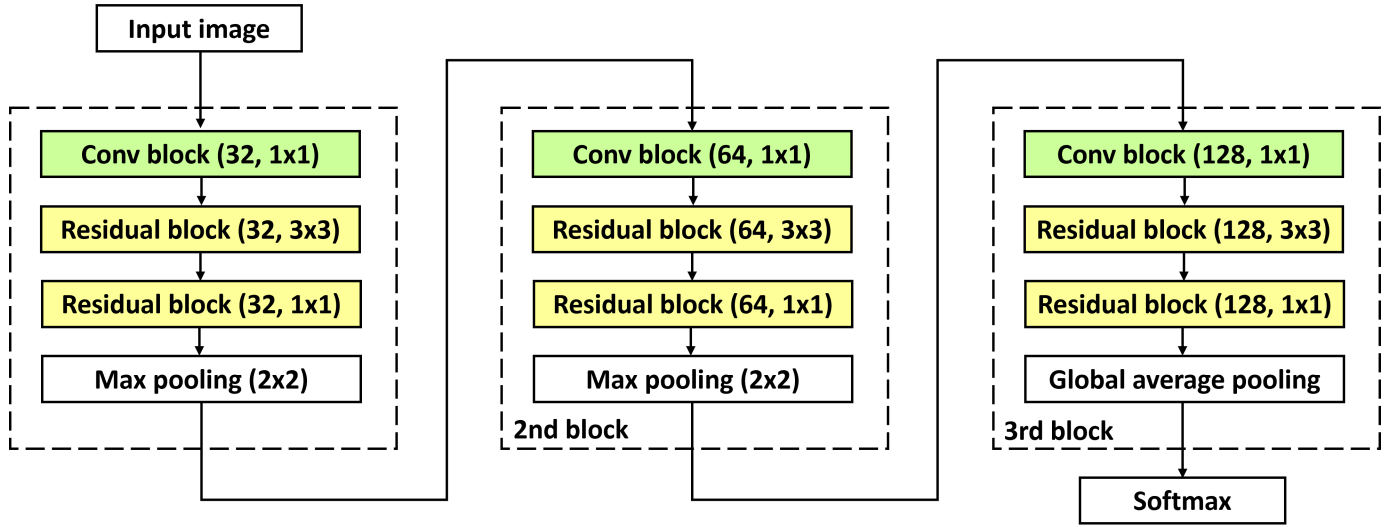 Input image
Conv block (32, 1x1)
Residual block (32, 3x3)
Residual block (32, 1x1)
Max pooling (2x2)
Conv block (64, 1x1)
Residual block (64, 3x3)
Residual block (64, 1x1)
Max pooling (2x2)
2nd block
Conv block (128, 1x1)
Residual block (128, 3x3)
Residual block (128, 1x1)
Global average pooling
3rd block
Softmax